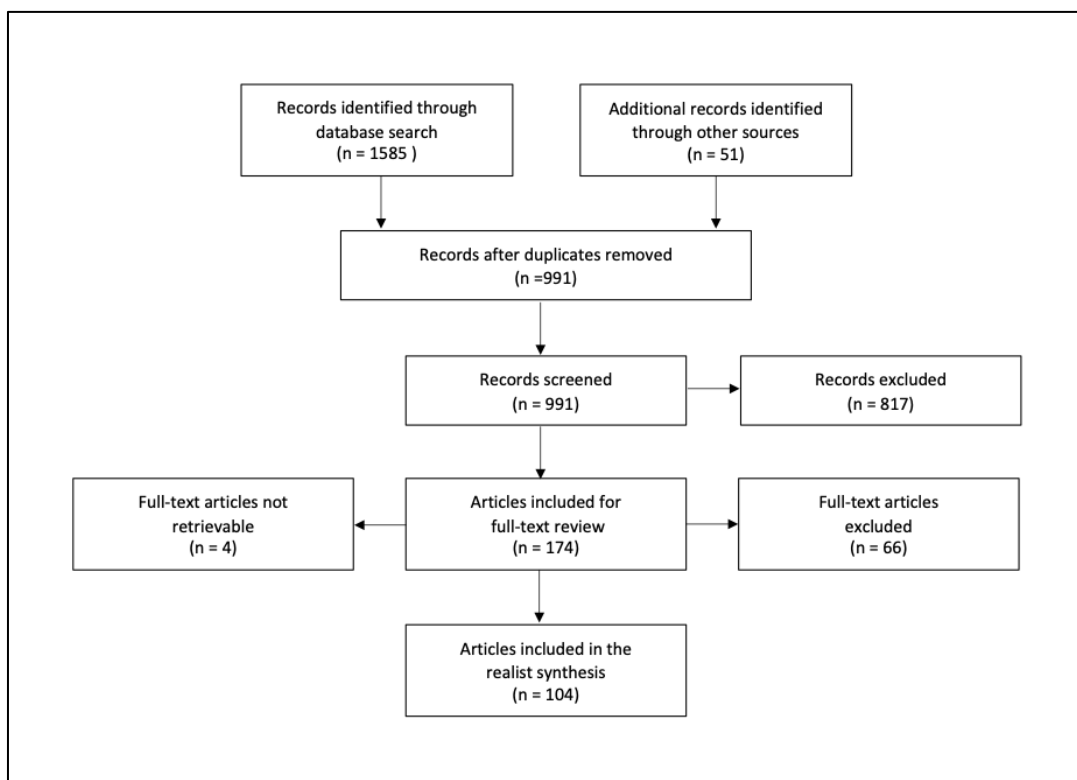 Records identified through
database search
(n = 1585 )
Additional records identified
through other sources
(n = 51)
Records after duplicates removed
(n =991)
Records screened
(n = 991)
Records excluded
(n = 817)
Full-text articles not
retrievable
(n = 4)
Articles included for
full-text review
(n = 174)
Full-text articles
excluded
(n = 66)
Articles included in the
realist synthesis
(n = 104)